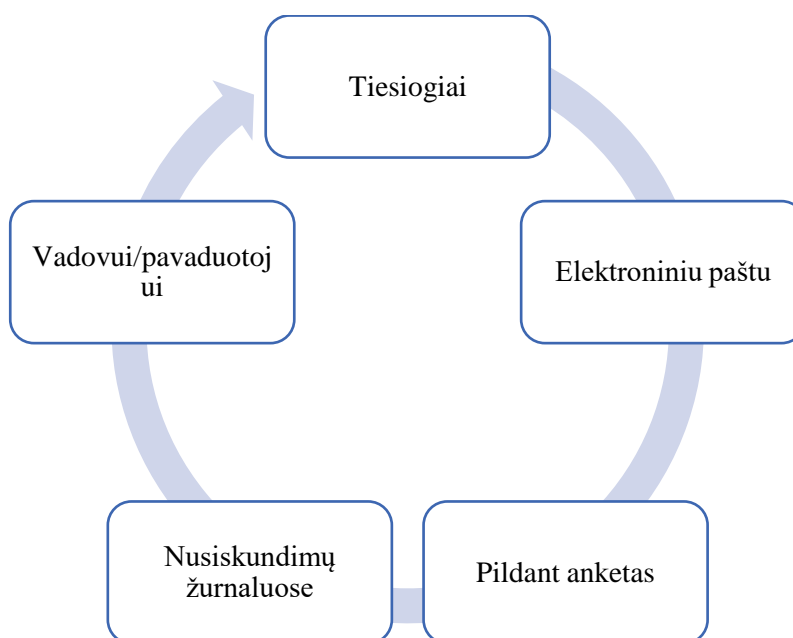 Tiesiogiai
Elektroniniu paštu
Pildant anketas
Nusiskundimų
žurnaluose
Vadovui/pavaduotoj
ui